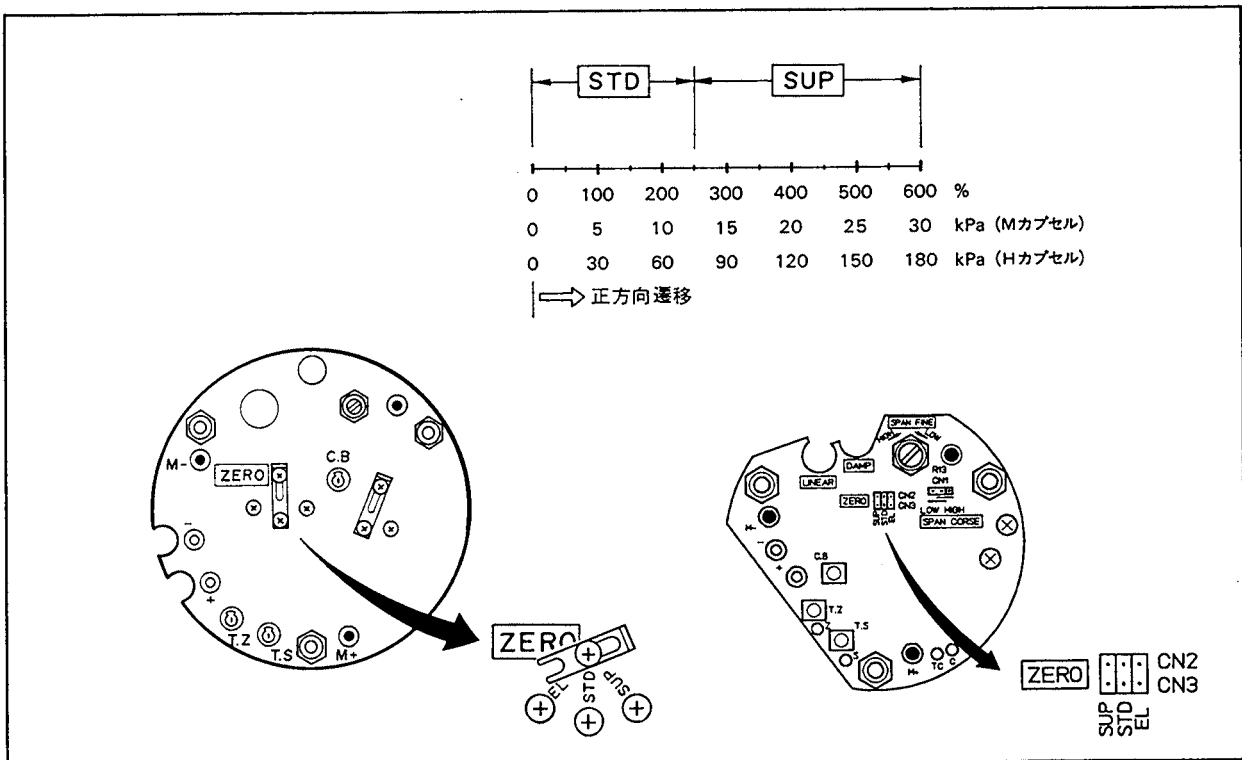 STD SUP
0 100 200 300 400 500 600 %
0 5 10 15 20 25 30 kPa (Mカプセル)
0 30 60 90 120 150 180 kPa (Hカプセル)
正方向遷移
M-
ZERO
C.B
-
+
T.Z
T.S
M+
ZERO
EL
STD
SUP
SPAN FINE
HIGH LOW
LINEAR
DAMP
R13
CN1
ZERO
CN2
CN3
SUP
STD
EL
LOW HIGH
SPAN CORSE
M-
-
+
C.B
T.Z
Z
T.S
S
M+
TC
C
ZERO
CN2
CN3
SUP
STD
EL